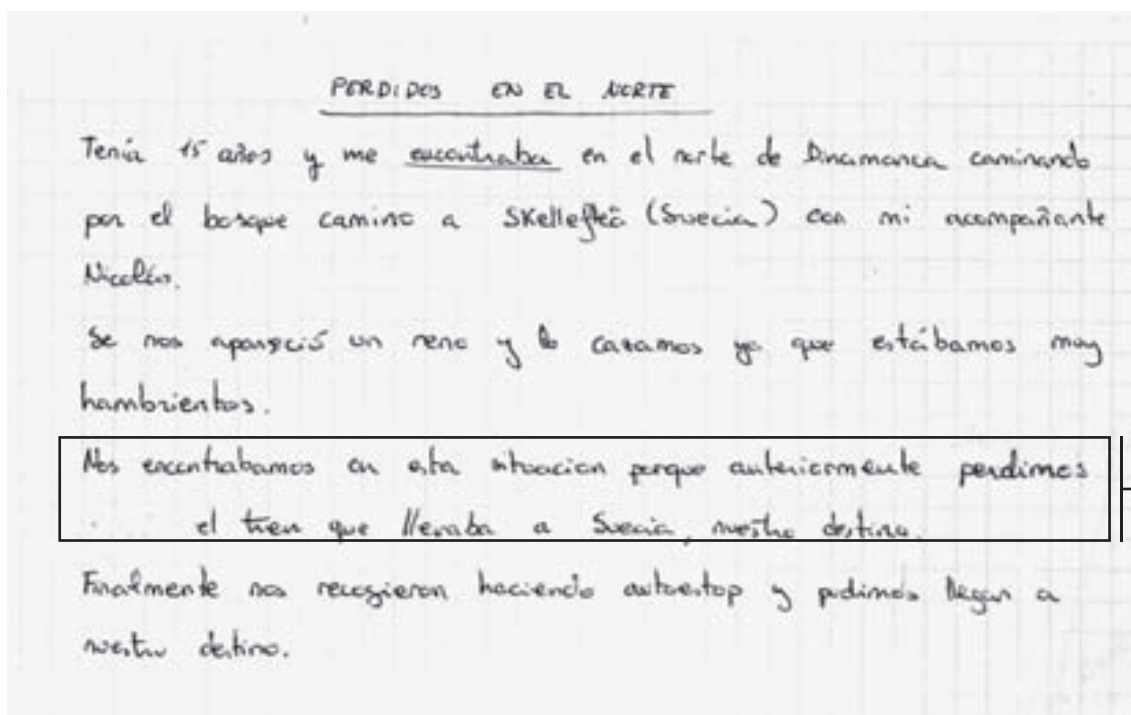 PERDIDOS EN EL NORTE
Tenía 15 años y me encontraba en el norte de Dinamarca caminando
por el bosque camino a Skellefteå (Suecia) con mi acompañante
Nicolás.
Se nos apareció un reno y lo cazamos ya que estábamos muy
hambrientos.
Nos encontrabamos en esta situacion porque anteriormente perdimos
el tren que llevaba a Suecia, nuestro destino.
Finalmente nos recogieron haciendo autoestop y pudimos llegar a
nuestro destino.